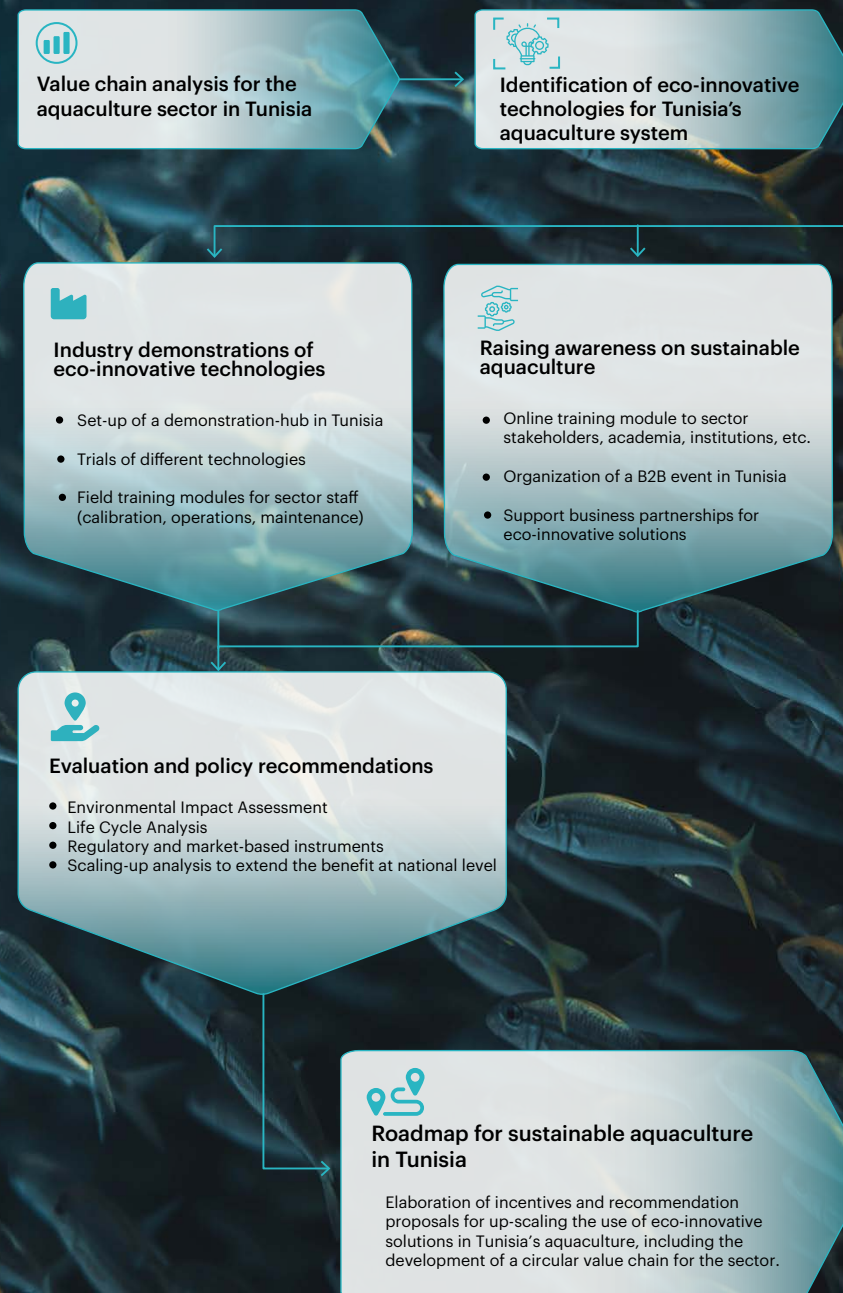 Value chain analysis for the
aquaculture sector in Tunisia
Identification of eco-innovative
technologies for Tunisia's
aquaculture system
Industry demonstrations of
eco-innovative technologies
• Set-up of a demonstration-hub in Tunisia
• Trials of different technologies
• Field training modules for sector staff
(calibration, operations, maintenance)
Raising awareness on sustainable
aquaculture
• Online training module to sector
stakeholders, academia, institutions, etc.
• Organization of a B2B event in Tunisia
• Support business partnerships for
eco-innovative solutions
Evaluation and policy recommendations
• Environmental Impact Assessment
• Life Cycle Analysis
• Regulatory and market-based instruments
• Scaling-up analysis to extend the benefit at national level
Roadmap for sustainable aquaculture
in Tunisia
Elaboration of incentives and recommendation
proposals for up-scaling the use of eco-innovative
solutions in Tunisia's aquaculture, including the
development of a circular value chain for the sector.